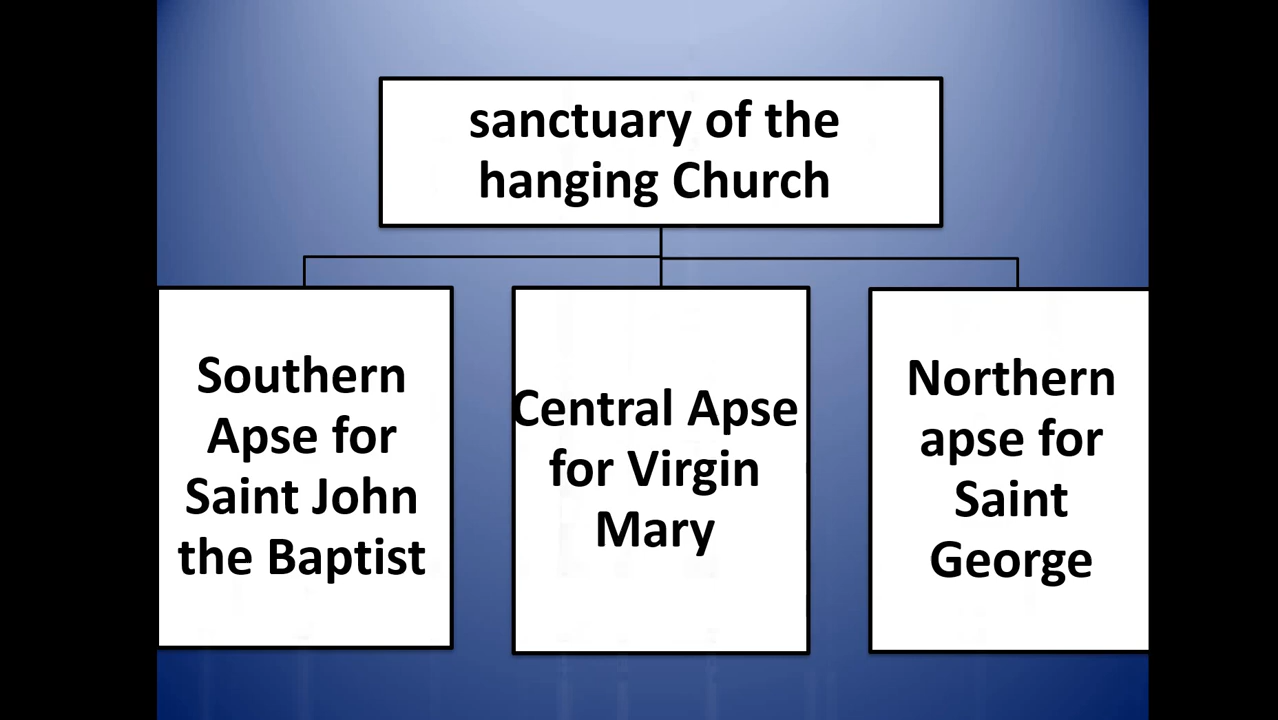 sanctuary of the
hanging Church
Southern
Apse for
Saint John
the Baptist
Central Apse
for Virgin
Mary
Northern
apse for
Saint
George